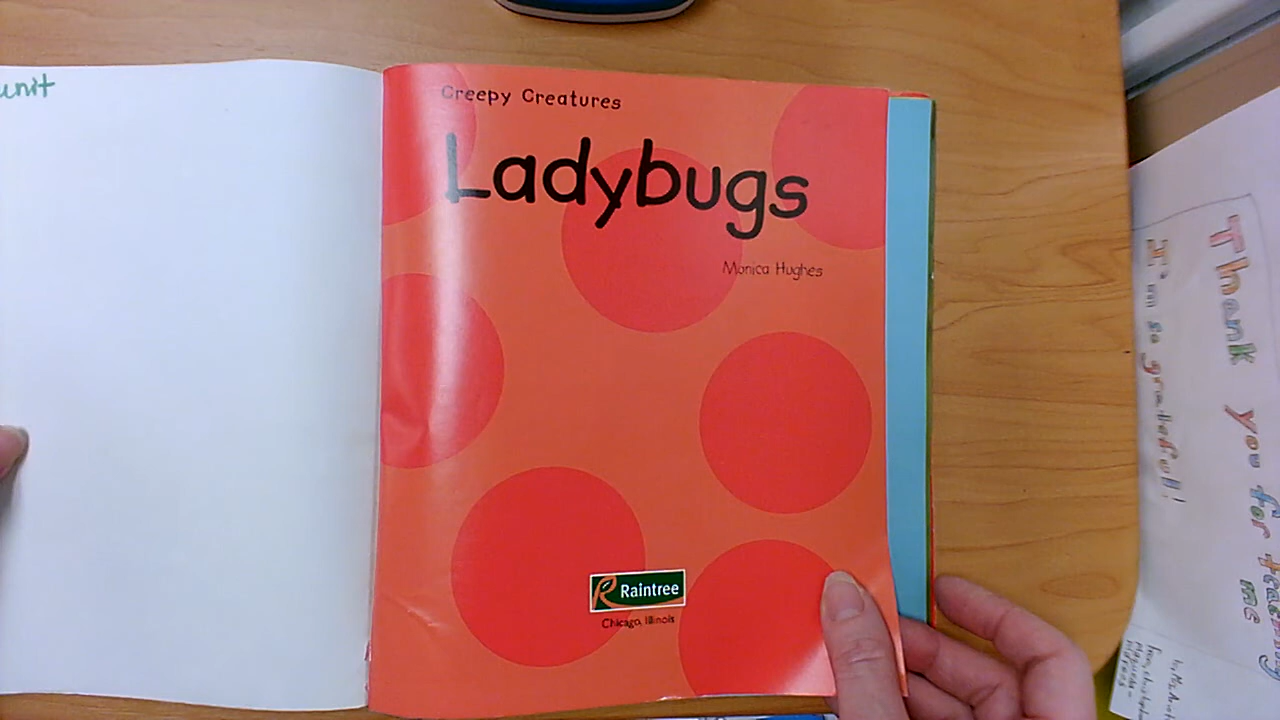 unit
Creepy Creatures
Ladybugs
Monica Hughes
Raintree
Chicago, Illinois
Thank you for teaching
me
I'm so grateful!